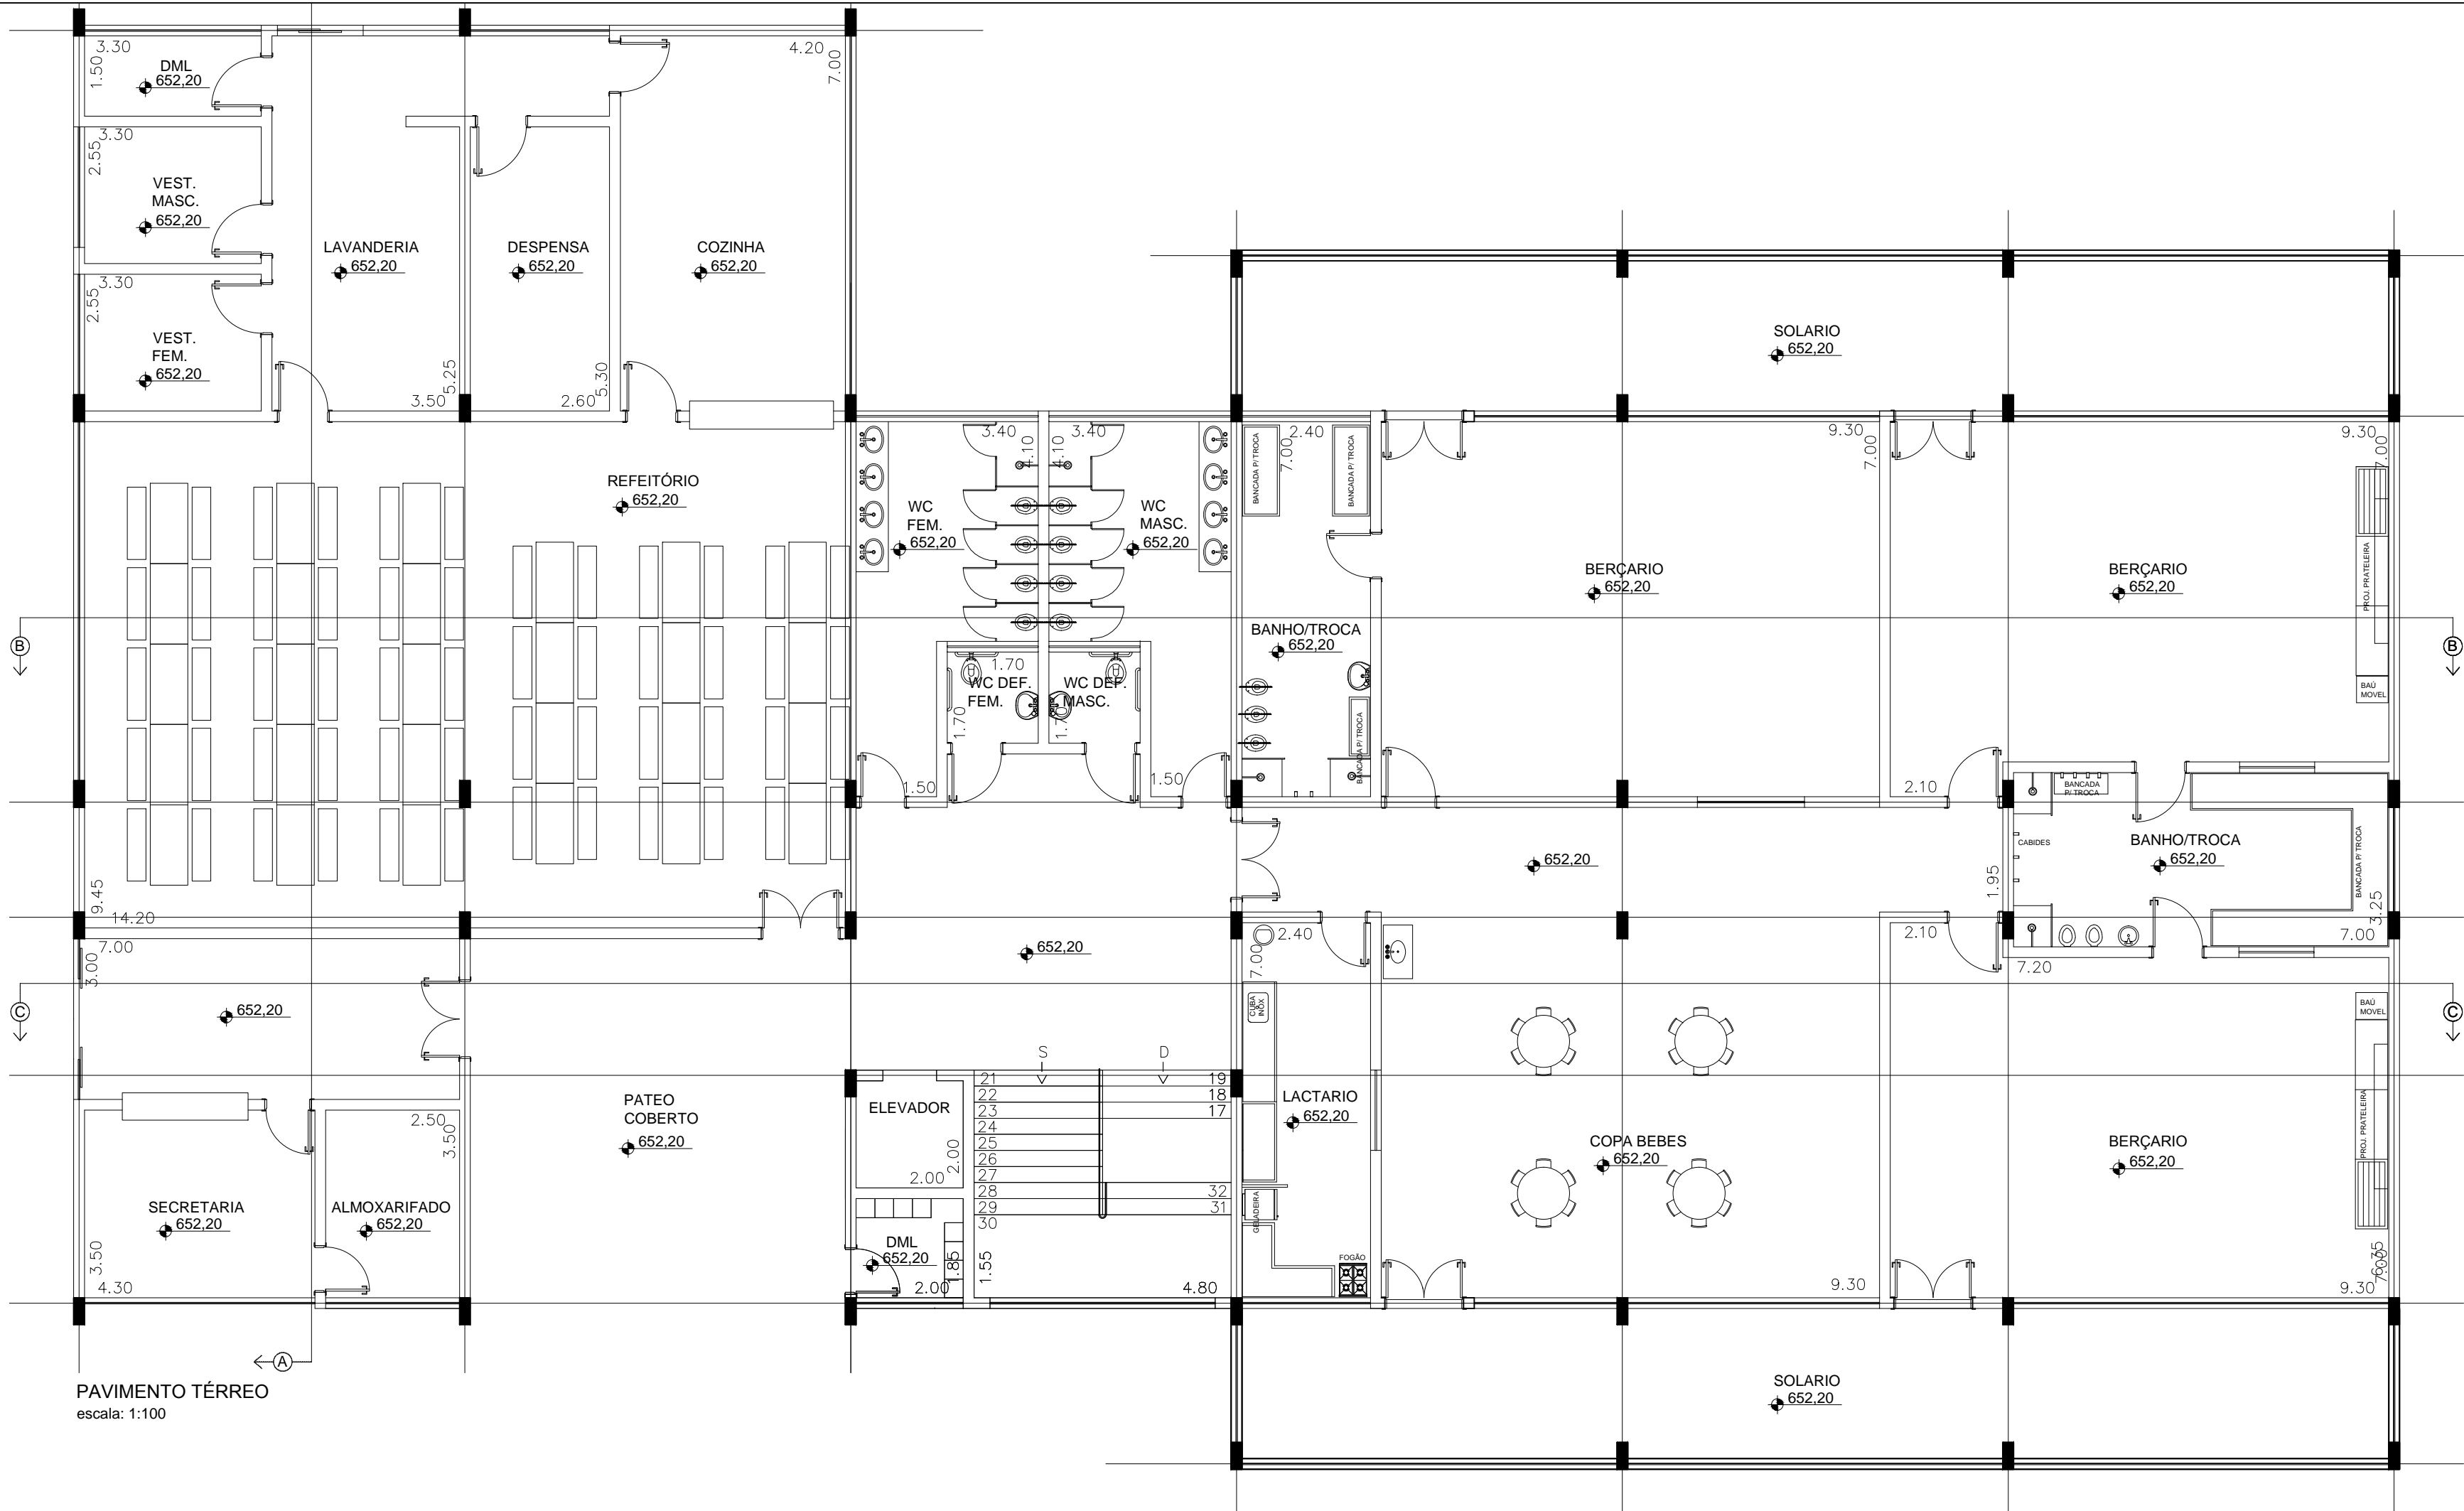 3.30
1.50
DML
652,20
4.20
7.00
3.30
2.55
VEST.
MASC.
652,20
3.30
2.55
VEST.
FEM.
652,20
LAVANDERIA
652,20
3.50
5.25
DESPENSA
652,20
2.60
5.30
COZINHA
652,20
SOLARIO
652,20
REFEITÓRIO
652,20
9.45
14.20
3.40
4.10
WC
FEM.
652,20
3.40
4.10
WC
MASC.
652,20
1.70
WC DEF.
FEM.
1.70
WC DEF.
MASC.
1.70
1.50
1.50
2.40
7.00
BANCADA P/ TROCA
BANCADA P/ TROCA
BANHO/TROCA
652,20
BANCADA P/ TROCA
9.30
7.00
BERÇARIO
652,20
9.30
7.00
BERÇARIO
652,20
PROJ. PRATELEIRA
BAÚ
MOVEL
2.10
B
B
BANCADA
P/ TROCA
CABIDES
BANHO/TROCA
652,20
BANCADA P/ TROCA
3.25
7.00
1.95
652,20
7.00
3.00
652,20
652,20
2.40
7.00
2.10
7.20
C
C
CUBA
INOX
S
D
21
22
23
24
25
26
27
28
29
30
19
18
17
32
31
1.55
4.80
ELEVADOR
2.00
2.00
DML
652,20
1.85
2.00
PATEO
COBERTO
652,20
2.50
3.50
SECRETARIA
652,20
3.50
4.30
ALMOXARIFADO
652,20
LACTARIO
652,20
GELADEIRA
FOGÃO
COPA BEBES
652,20
9.30
BAÚ
MOVEL
PROJ. PRATELEIRA
BERÇARIO
652,20
9.30
A
SOLARIO
652,20
PAVIMENTO TÉRREO
escala: 1:100